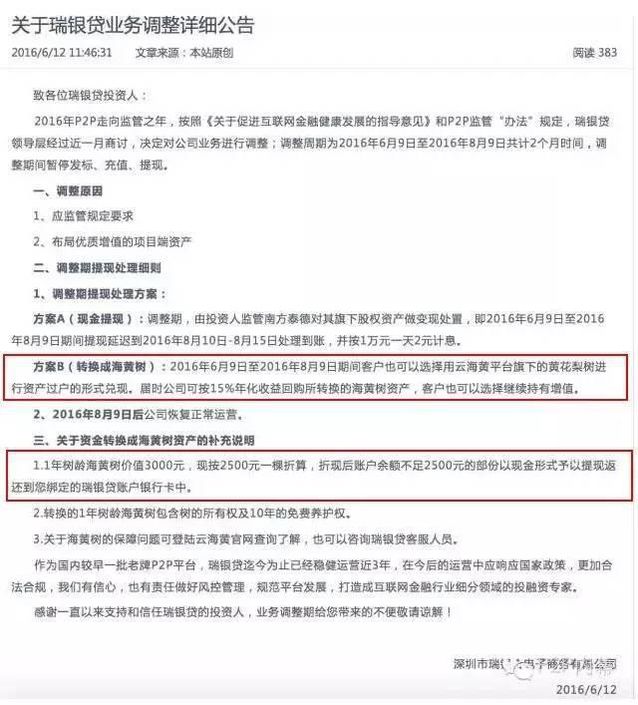 关于瑞银贷业务调整详细公告
2016/6/12 11:46:31 文章来源：本站原创 阅读 383
致各位瑞银贷投资人：
2016年P2P走向监管之年，按照《关于促进互联网金融健康发展的指导意见》和P2P监管“办法”规定，瑞银贷
领导层经过近一月商讨，决定对公司业务进行调整；调整周期为2016年6月9日至2016年8月9日共计2个月时间，调
整期间暂停发标、充值、提现。
一、调整原因
1、应监管规定要求
2、布局优质增值的项目端资产
二、调整期提现处理细则
1、调整期提现处理方案：
方案A（现金提现）：调整期，由投资人监管南方泰德对其旗下股权资产做变现处置，即2016年6月9日至2016
年8月9日期间提现延迟到2016年8月10日-8月15日处理到账，并按1万元一天2元计息。
方案B（转换成海黄树）：2016年6月9日至2016年8月9日期间客户也可以选择用云海黄平台旗下的黄花梨树进
行资产过户的形式兑现。届时公司可按15%年化收益回购所转换的海黄树资产，客户也可以选择继续持有增值。
2、2016年8月9日后公司恢复正常运营。
三、关于资金转换成海黄树资产的补充说明
1.1年树龄海黄树价值3000元，现按2500元一棵折算，折现后账户余额不足2500元的部份以现金形式予以提现返
还到您绑定的瑞银贷账户银行卡中。
2.转换的1年树龄海黄树包含树的所有权及10年的免费养护权。
3.关于海黄树的保障问题可登陆云海黄官网查询了解，也可以咨询瑞银贷客服人员。
作为国内较早一批老牌P2P平台，瑞银贷迄今为止已经稳健运营近3年，在今后的运营中应响应国家政策，更加合
法合规，我们有信心，也有责任做好风控管理，规范平台发展，打造成互联网金融行业细分领域的投融资专家。
感谢一直以来支持和信任瑞银贷的投资人，业务调整期给您带来的不便敬请谅解！
深圳市瑞银 电子商务有限公司
2016/6/12